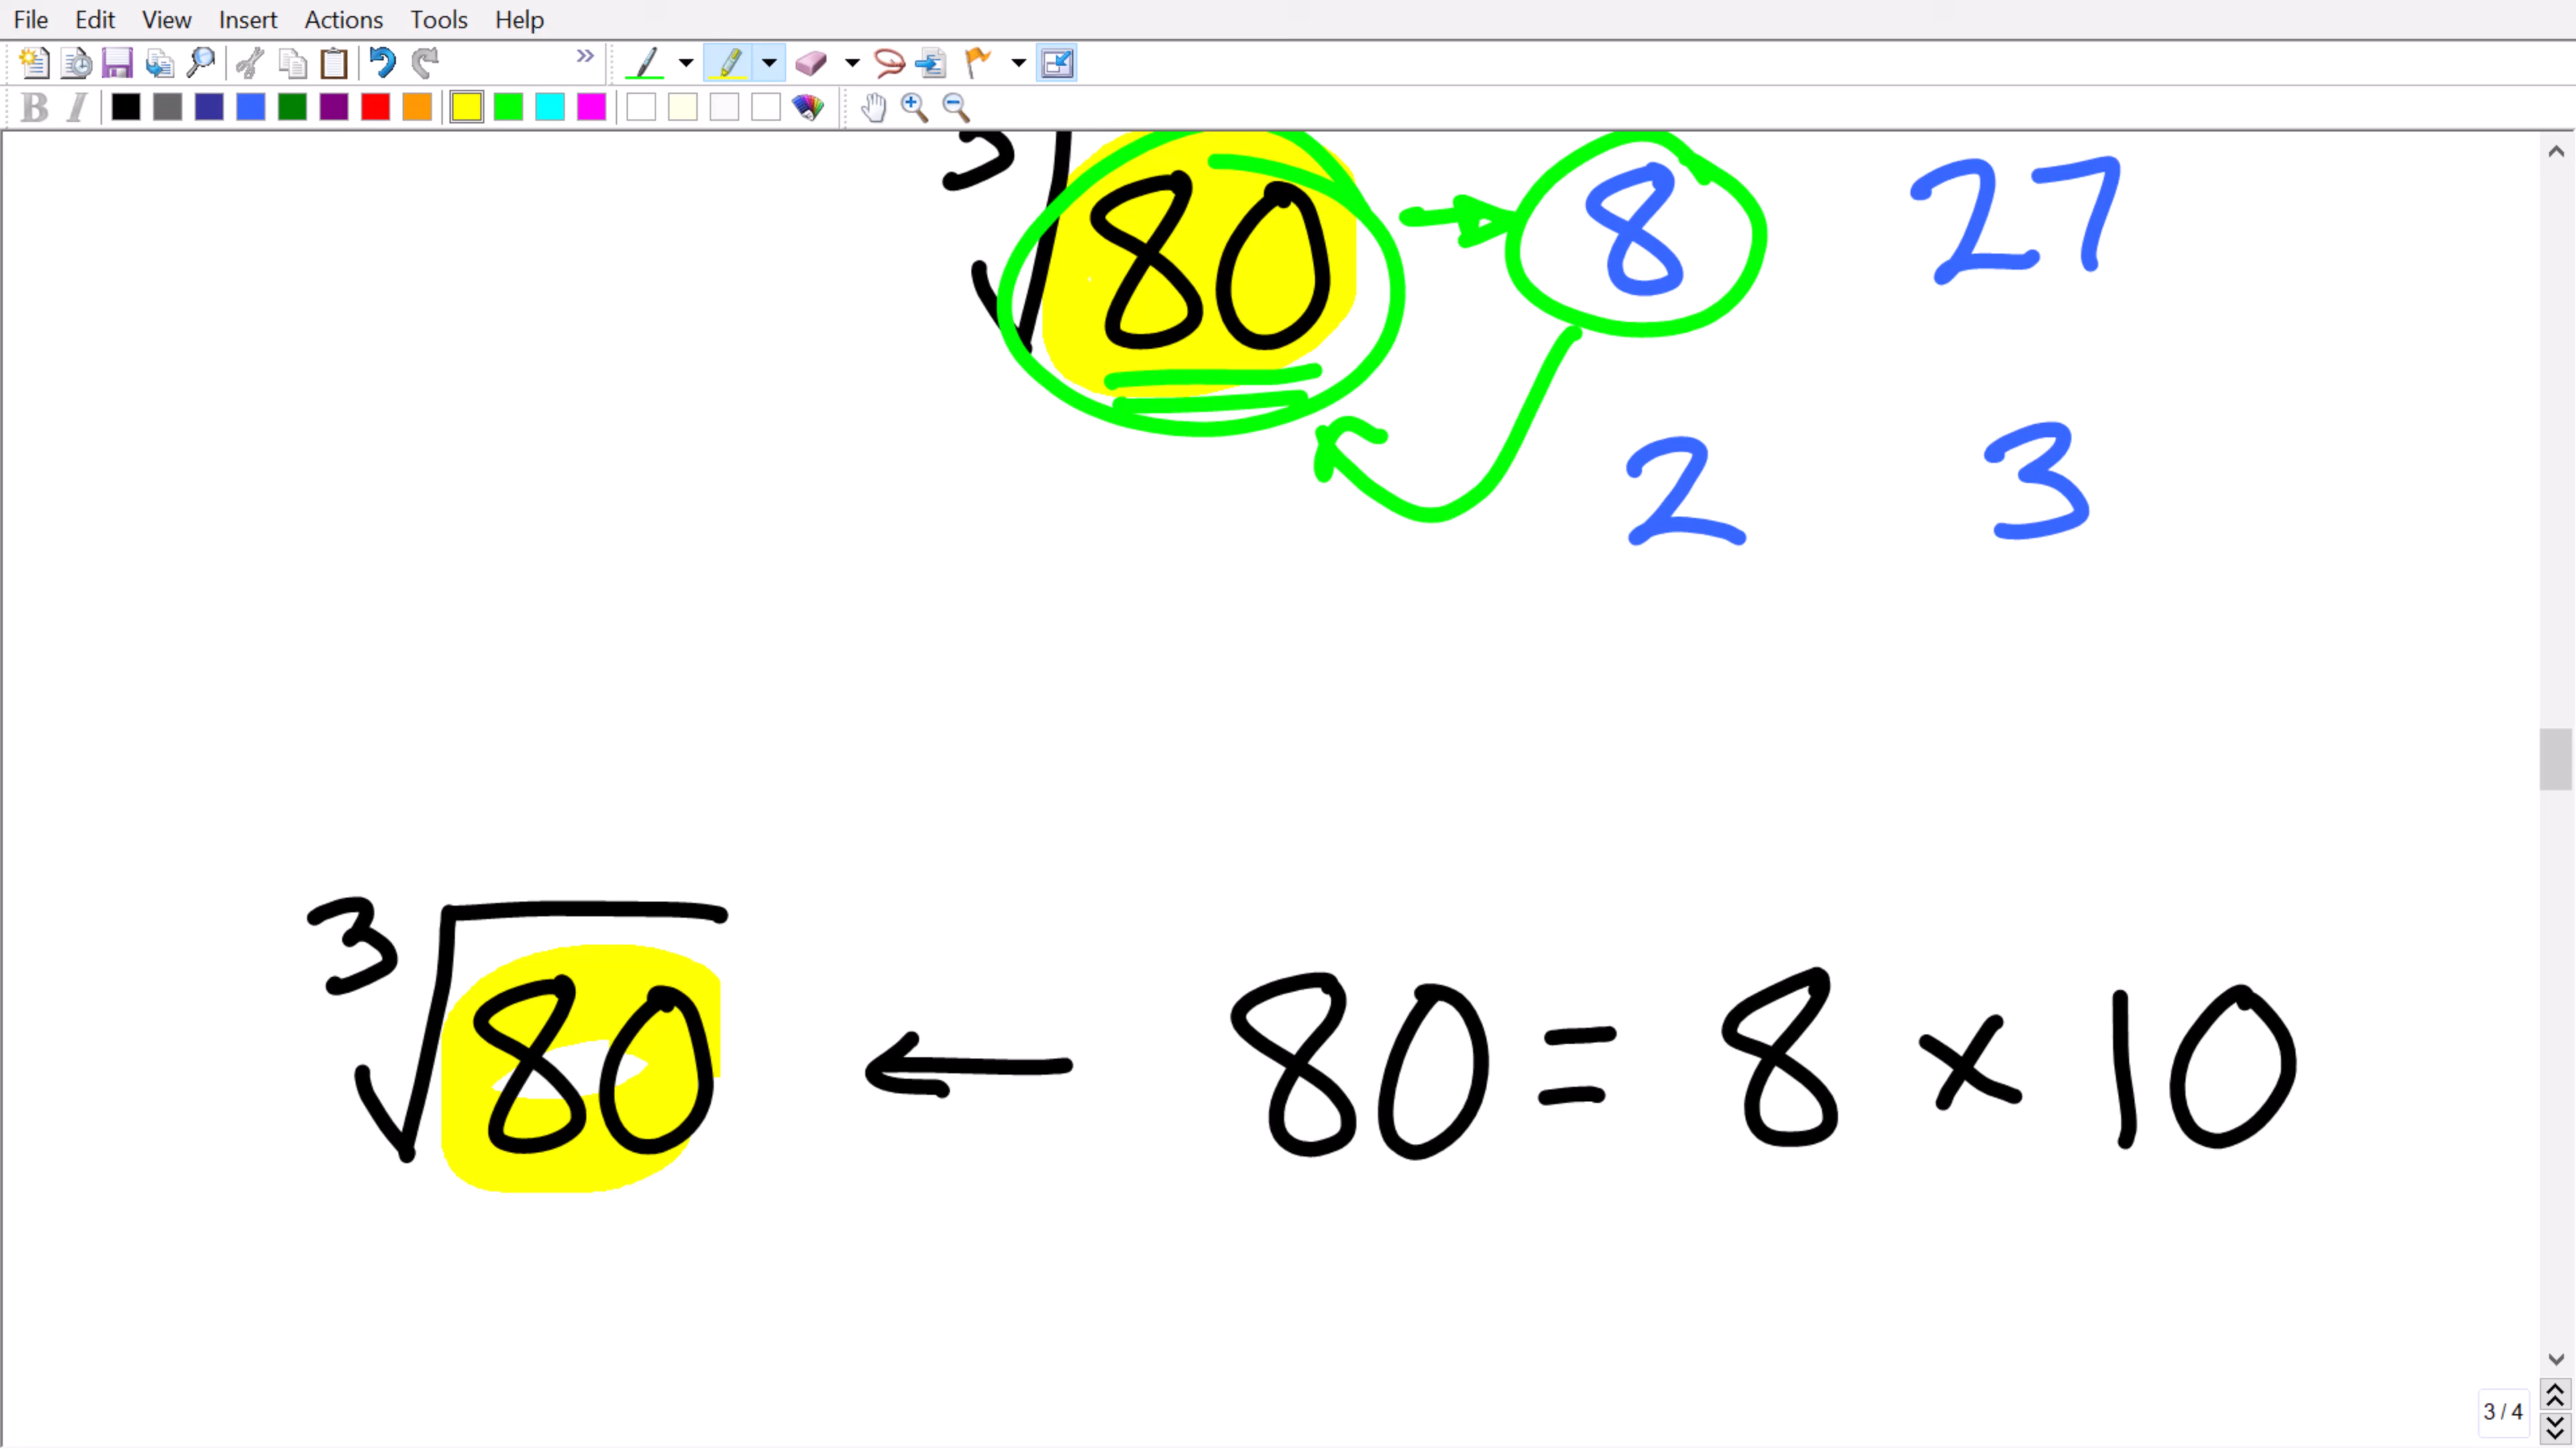 File Edit View Insert Actions Tools Help
B I
3√80 → 8 27
2 3
3√80 ← 80 = 8 × 10
3 / 4